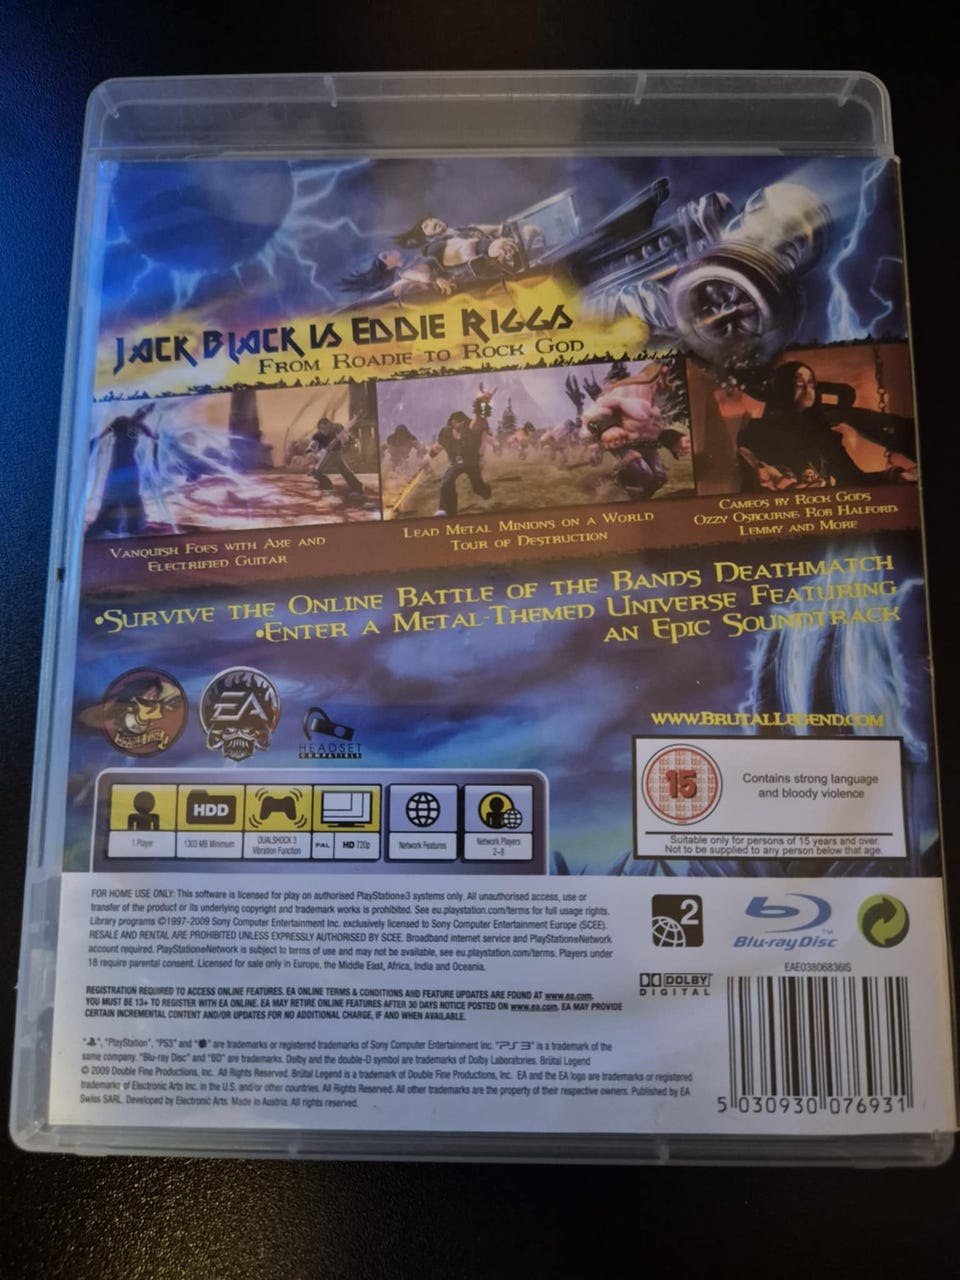 JACK BLACK IS EDDIE RIGGS
FROM ROADIE TO ROCK GOD
VANQUISH FOES WITH AXE AND
ELECTRIFIED GUITAR
LEAD METAL MINIONS ON A WORLD
TOUR OF DESTRUCTION
CAMEOS BY ROCK GODS
OZZY OSBOURNE, ROB HALFORD,
LEMMY AND MORE
•SURVIVE THE ONLINE BATTLE OF THE BANDS DEATHMATCH
•ENTER A METAL-THEMED UNIVERSE FEATURING
AN EPIC SOUNDTRACK
DOUBLE FINE
EA
HEADSET
COMPATIBLE
WWW.BRUTALLEGEND.COM
15
Contains strong language
and bloody violence
Suitable only for persons of 15 years and over.
Not to be supplied to any person below that age.
HDD
1 Player
1303 MB Minimum
DUALSHOCK 3
Vibration Function
PAL
HD 720p
Network Features
Network Players
2-8
FOR HOME USE ONLY: This software is licensed for play on authorised PlayStation®3 systems only. All unauthorised access, use or
transfer of the product or its underlying copyright and trademark works is prohibited. See eu.playstation.com/terms for full usage rights.
Library programs ©1997-2009 Sony Computer Entertainment Inc. exclusively licensed to Sony Computer Entertainment Europe (SCEE).
RESALE AND RENTAL ARE PROHIBITED UNLESS EXPRESSLY AUTHORISED BY SCEE. Broadband internet service and PlayStation®Network
account required. PlayStation®Network is subject to terms of use and may not be available, see eu.playstation.com/terms. Players under
18 require parental consent. Licensed for sale only in Europe, the Middle East, Africa, India and Oceania.
REGISTRATION REQUIRED TO ACCESS ONLINE FEATURES. EA ONLINE TERMS & CONDITIONS AND FEATURE UPDATES ARE FOUND AT www.ea.com.
YOU MUST BE 13+ TO REGISTER WITH EA ONLINE. EA MAY RETIRE ONLINE FEATURES AFTER 30 DAYS NOTICE POSTED ON www.ea.com. EA MAY PROVIDE
CERTAIN INCREMENTAL CONTENT AND/OR UPDATES FOR NO ADDITIONAL CHARGE, IF AND WHEN AVAILABLE.
"", "PlayStation", "PS3" and "" are trademarks or registered trademarks of Sony Computer Entertainment Inc. "PS3" is a trademark of the
same company. "Blu-ray Disc" and "BD" are trademarks. Dolby and the double-D symbol are trademarks of Dolby Laboratories. Brütal Legend
© 2009 Double Fine Productions, Inc. All Rights Reserved. Brütal Legend is a trademark of Double Fine Productions, Inc. EA and the EA logo are trademarks or registered
trademarks of Electronic Arts Inc. in the U.S. and/or other countries. All Rights Reserved. All other trademarks are the property of their respective owners. Published by EA
Swiss SARL. Developed by Electronic Arts. Made in Austria. All rights reserved.
2
Blu-ray Disc™
EAE03806836IS
DOLBY
DIGITAL
5 030930 076931